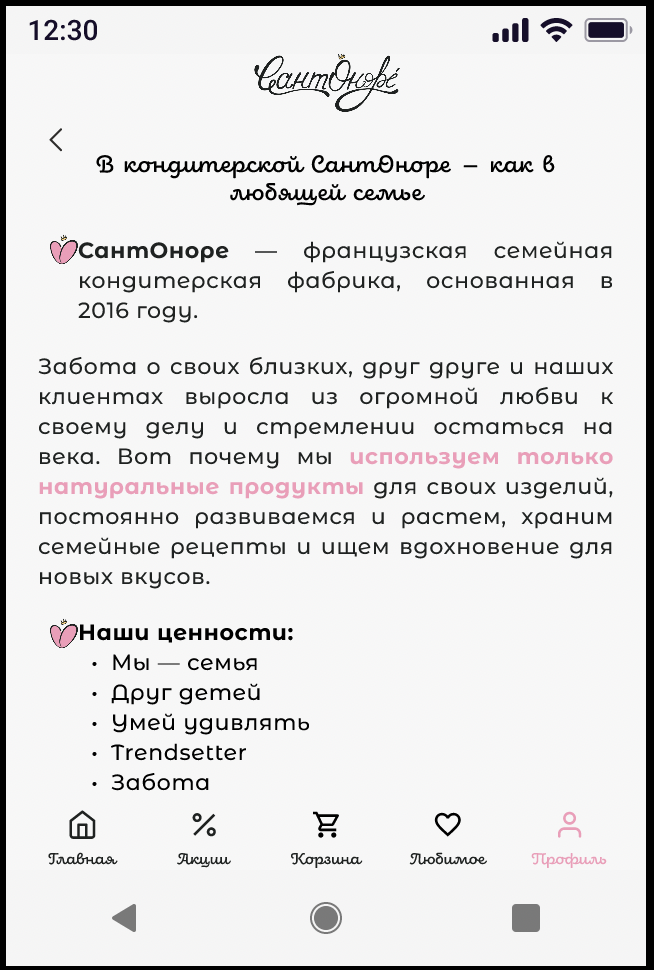 12:30
СантОноре́
В кондитерской СантОноре – как в
любящей семье
СантОноре — французская семейная
кондитерская фабрика, основанная в
2016 году.
Забота о своих близких, друг друге и наших
клиентах выросла из огромной любви к
своему делу и стремлении остаться на
века. Вот почему мы используем только
натуральные продукты для своих изделий,
постоянно развиваемся и растем, храним
семейные рецепты и ищем вдохновение для
новых вкусов.
Наши ценности:
• Мы — семья
• Друг детей
• Умей удивлять
• Trendsetter
• Забота
Главная Акции Корзина Любимое Профиль